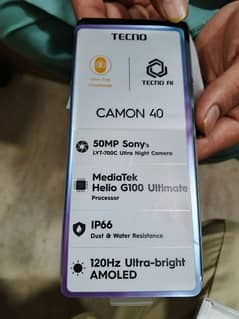 TECNO
TECNO AI
CAMON 40
50MP Sony's
LYT-700C Ultra Night Camera
MediaTek
Helio G100 Ultimate
Processor
IP66
Dust & Water Resistance
120Hz Ultra-bright
AMOLED